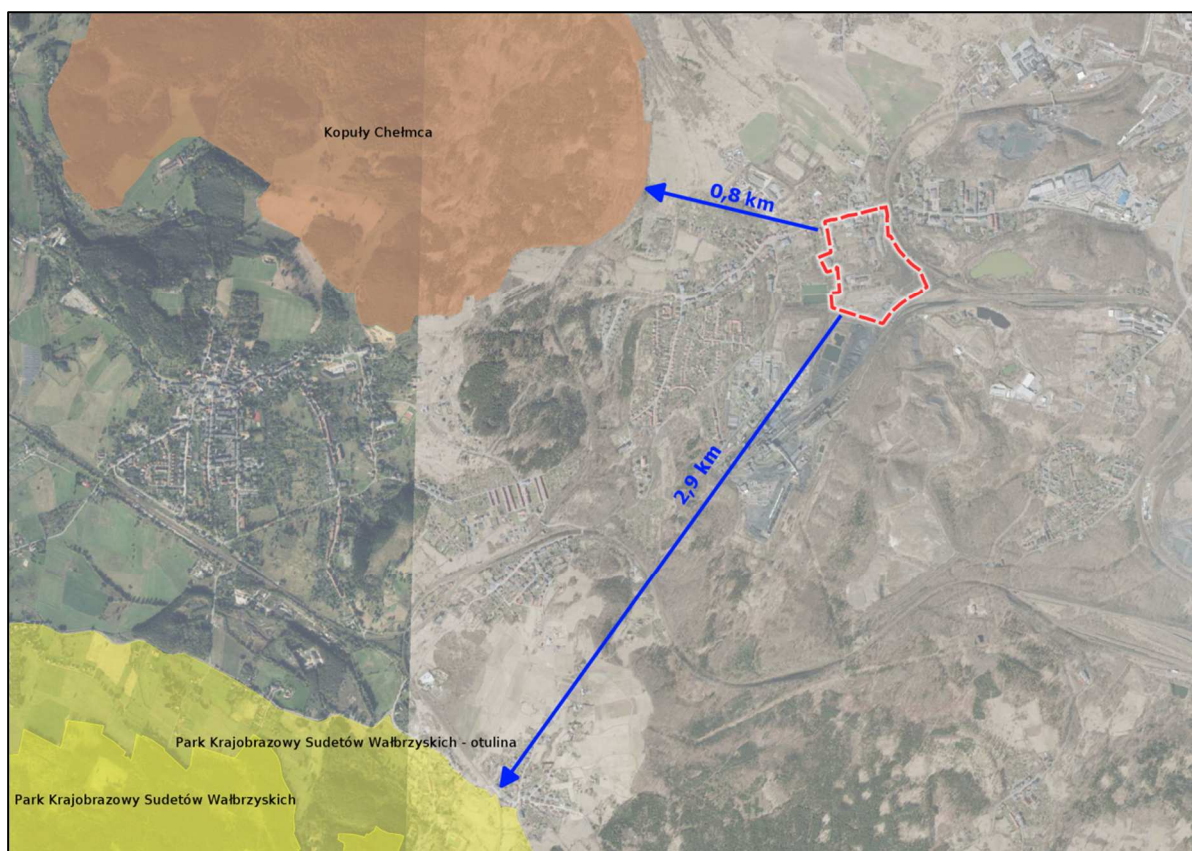 Kopuły Chełmca
0,8 km
2,9 km
Park Krajobrazowy Sudetów Wałbrzyskich - otulina
Park Krajobrazowy Sudetów Wałbrzyskich